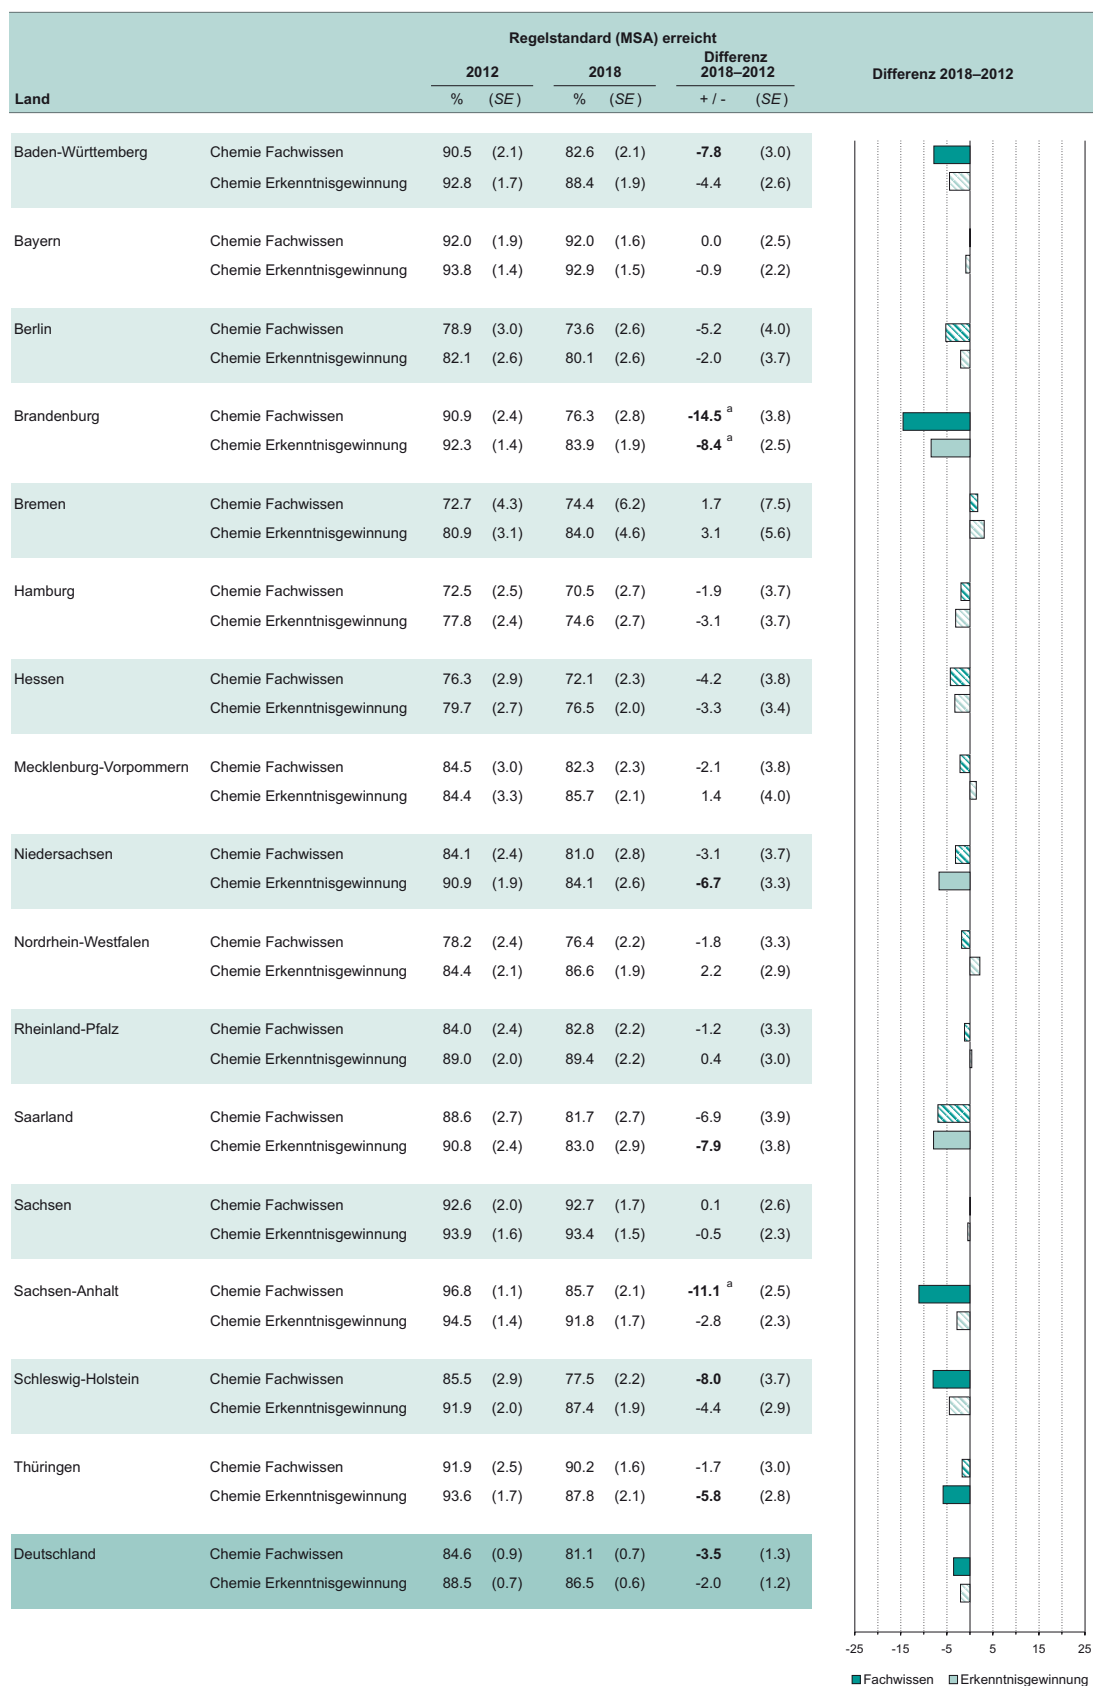 Regelstandard (MSA) erreicht
2012 2018 Differenz 2018–2012 Differenz 2018–2012
Land % (SE) % (SE) + / - (SE)
Baden-Württemberg Chemie Fachwissen 90.5 (2.1) 82.6 (2.1) -7.8 (3.0)
Chemie Erkenntnisgewinnung 92.8 (1.7) 88.4 (1.9) -4.4 (2.6)
Bayern Chemie Fachwissen 92.0 (1.9) 92.0 (1.6) 0.0 (2.5)
Chemie Erkenntnisgewinnung 93.8 (1.4) 92.9 (1.5) -0.9 (2.2)
Berlin Chemie Fachwissen 78.9 (3.0) 73.6 (2.6) -5.2 (4.0)
Chemie Erkenntnisgewinnung 82.1 (2.6) 80.1 (2.6) -2.0 (3.7)
Brandenburg Chemie Fachwissen 90.9 (2.4) 76.3 (2.8) -14.5 a (3.8)
Chemie Erkenntnisgewinnung 92.3 (1.4) 83.9 (1.9) -8.4 a (2.5)
Bremen Chemie Fachwissen 72.7 (4.3) 74.4 (6.2) 1.7 (7.5)
Chemie Erkenntnisgewinnung 80.9 (3.1) 84.0 (4.6) 3.1 (5.6)
Hamburg Chemie Fachwissen 72.5 (2.5) 70.5 (2.7) -1.9 (3.7)
Chemie Erkenntnisgewinnung 77.8 (2.4) 74.6 (2.7) -3.1 (3.7)
Hessen Chemie Fachwissen 76.3 (2.9) 72.1 (2.3) -4.2 (3.8)
Chemie Erkenntnisgewinnung 79.7 (2.7) 76.5 (2.0) -3.3 (3.4)
Mecklenburg-Vorpommern Chemie Fachwissen 84.5 (3.0) 82.3 (2.3) -2.1 (3.8)
Chemie Erkenntnisgewinnung 84.4 (3.3) 85.7 (2.1) 1.4 (4.0)
Niedersachsen Chemie Fachwissen 84.1 (2.4) 81.0 (2.8) -3.1 (3.7)
Chemie Erkenntnisgewinnung 90.9 (1.9) 84.1 (2.6) -6.7 (3.3)
Nordrhein-Westfalen Chemie Fachwissen 78.2 (2.4) 76.4 (2.2) -1.8 (3.3)
Chemie Erkenntnisgewinnung 84.4 (2.1) 86.6 (1.9) 2.2 (2.9)
Rheinland-Pfalz Chemie Fachwissen 84.0 (2.4) 82.8 (2.2) -1.2 (3.3)
Chemie Erkenntnisgewinnung 89.0 (2.0) 89.4 (2.2) 0.4 (3.0)
Saarland Chemie Fachwissen 88.6 (2.7) 81.7 (2.7) -6.9 (3.9)
Chemie Erkenntnisgewinnung 90.8 (2.4) 83.0 (2.9) -7.9 (3.8)
Sachsen Chemie Fachwissen 92.6 (2.0) 92.7 (1.7) 0.1 (2.6)
Chemie Erkenntnisgewinnung 93.9 (1.6) 93.4 (1.5) -0.5 (2.3)
Sachsen-Anhalt Chemie Fachwissen 96.8 (1.1) 85.7 (2.1) -11.1 a (2.5)
Chemie Erkenntnisgewinnung 94.5 (1.4) 91.8 (1.7) -2.8 (2.3)
Schleswig-Holstein Chemie Fachwissen 85.5 (2.9) 77.5 (2.2) -8.0 (3.7)
Chemie Erkenntnisgewinnung 91.9 (2.0) 87.4 (1.9) -4.4 (2.9)
Thüringen Chemie Fachwissen 91.9 (2.5) 90.2 (1.6) -1.7 (3.0)
Chemie Erkenntnisgewinnung 93.6 (1.7) 87.8 (2.1) -5.8 (2.8)
Deutschland Chemie Fachwissen 84.6 (0.9) 81.1 (0.7) -3.5 (1.3)
Chemie Erkenntnisgewinnung 88.5 (0.7) 86.5 (0.6) -2.0 (1.2)
-25 -15 -5 5 15 25
Fachwissen Erkenntnisgewinnung